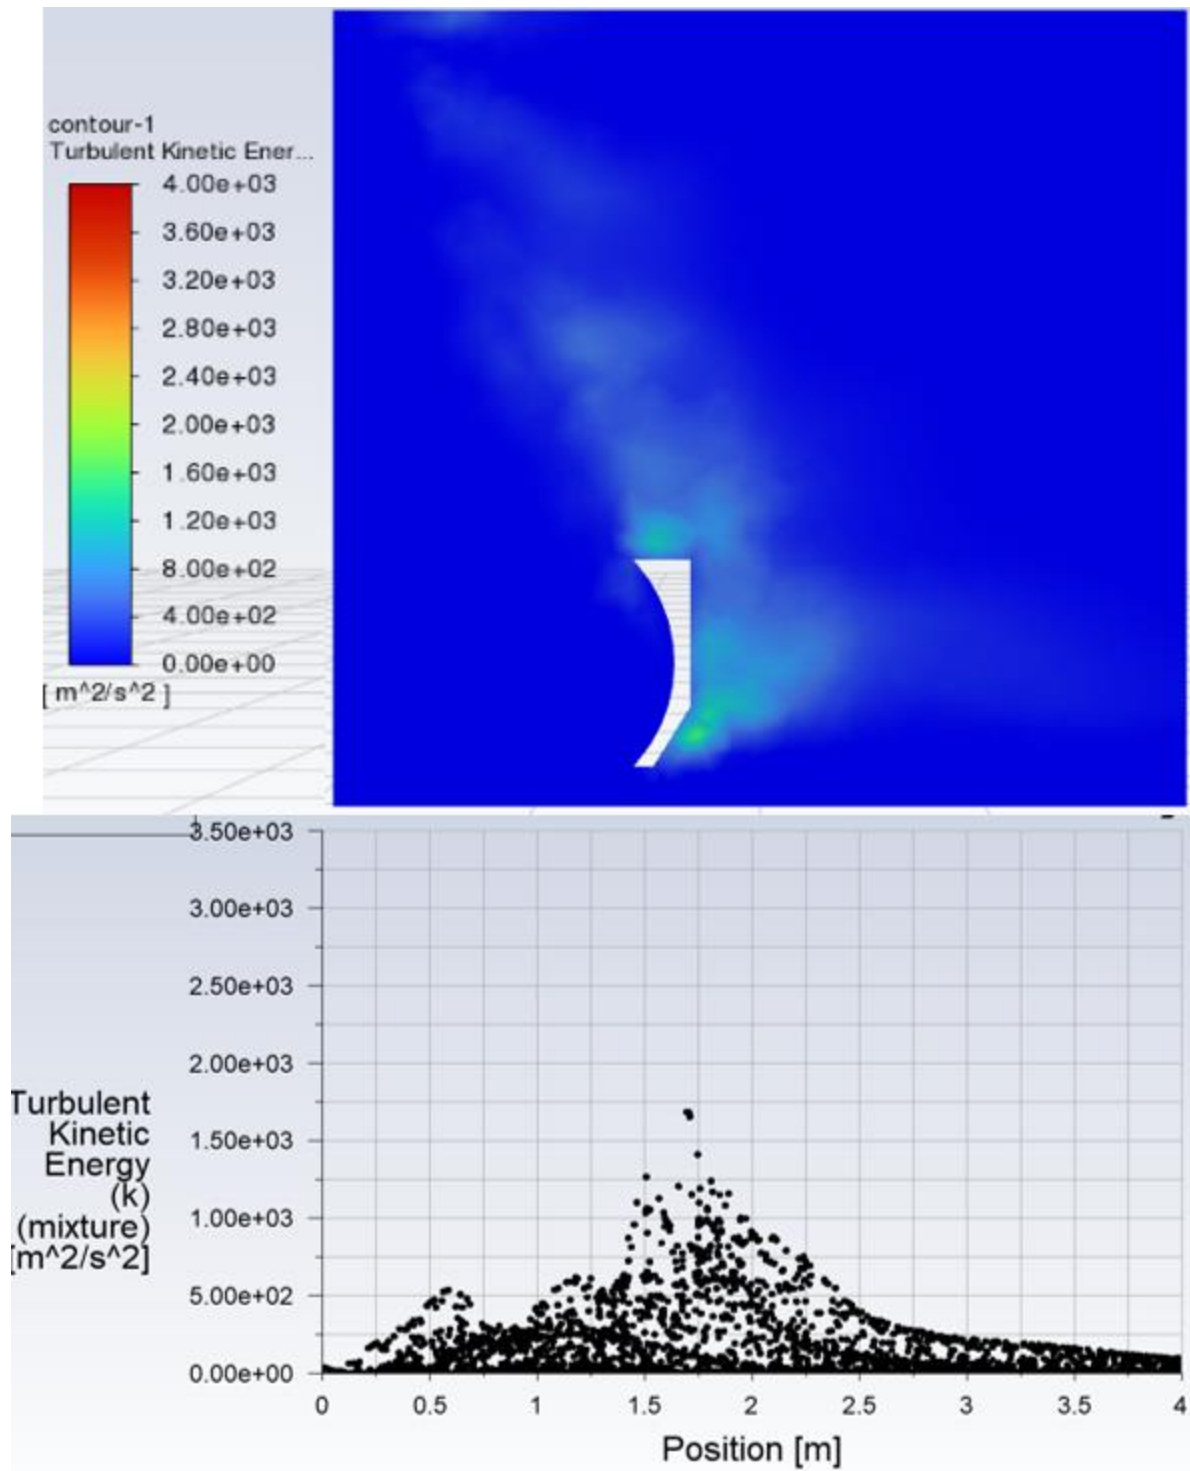 contour-1
Turbulent Kinetic Ener...
4.00e+03
3.60e+03
3.20e+03
2.80e+03
2.40e+03
2.00e+03
1.60e+03
1.20e+03
8.00e+02
4.00e+02
0.00e+00
[ m^2/s^2 ]
3.50e+03
3.00e+03
2.50e+03
2.00e+03
1.50e+03
1.00e+03
5.00e+02
0.00e+00
Turbulent
Kinetic
Energy
(k)
(mixture)
[m^2/s^2]
0 0.5 1 1.5 2 2.5 3 3.5 4
Position [m]